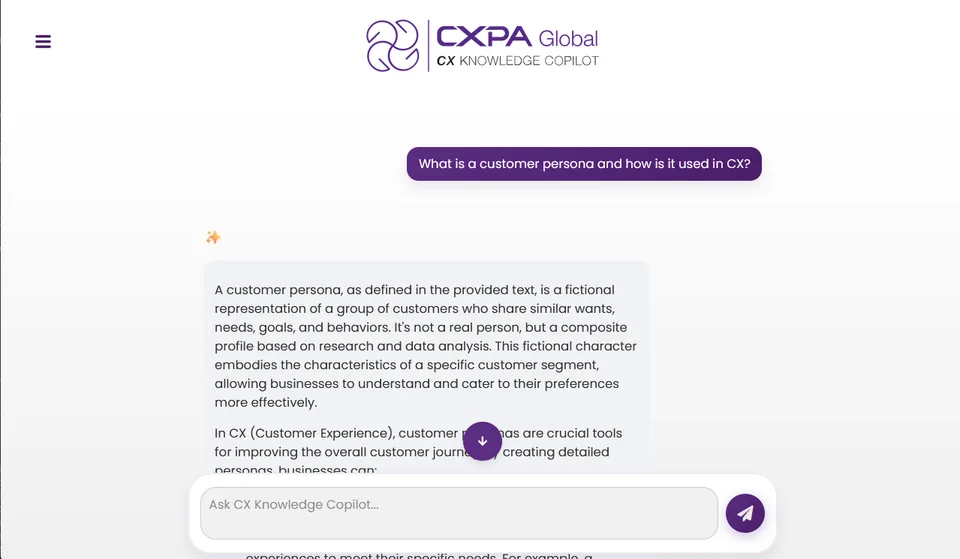 CXPA Global
CX KNOWLEDGE COPILOT
What is a customer persona and how is it used in CX?
A customer persona, as defined in the provided text, is a fictional
representation of a group of customers who share similar wants,
needs, goals, and behaviors. It's not a real person, but a composite
profile based on research and data analysis. This fictional character
embodies the characteristics of a specific customer segment,
allowing businesses to understand and cater to their preferences
more effectively.
In CX (Customer Experience), customer are crucial tools
for improving the overall customer creating detailed
personas, businesses can:
Ask CX Knowledge Copilot...
experiences to meet their specific needs. For example, a